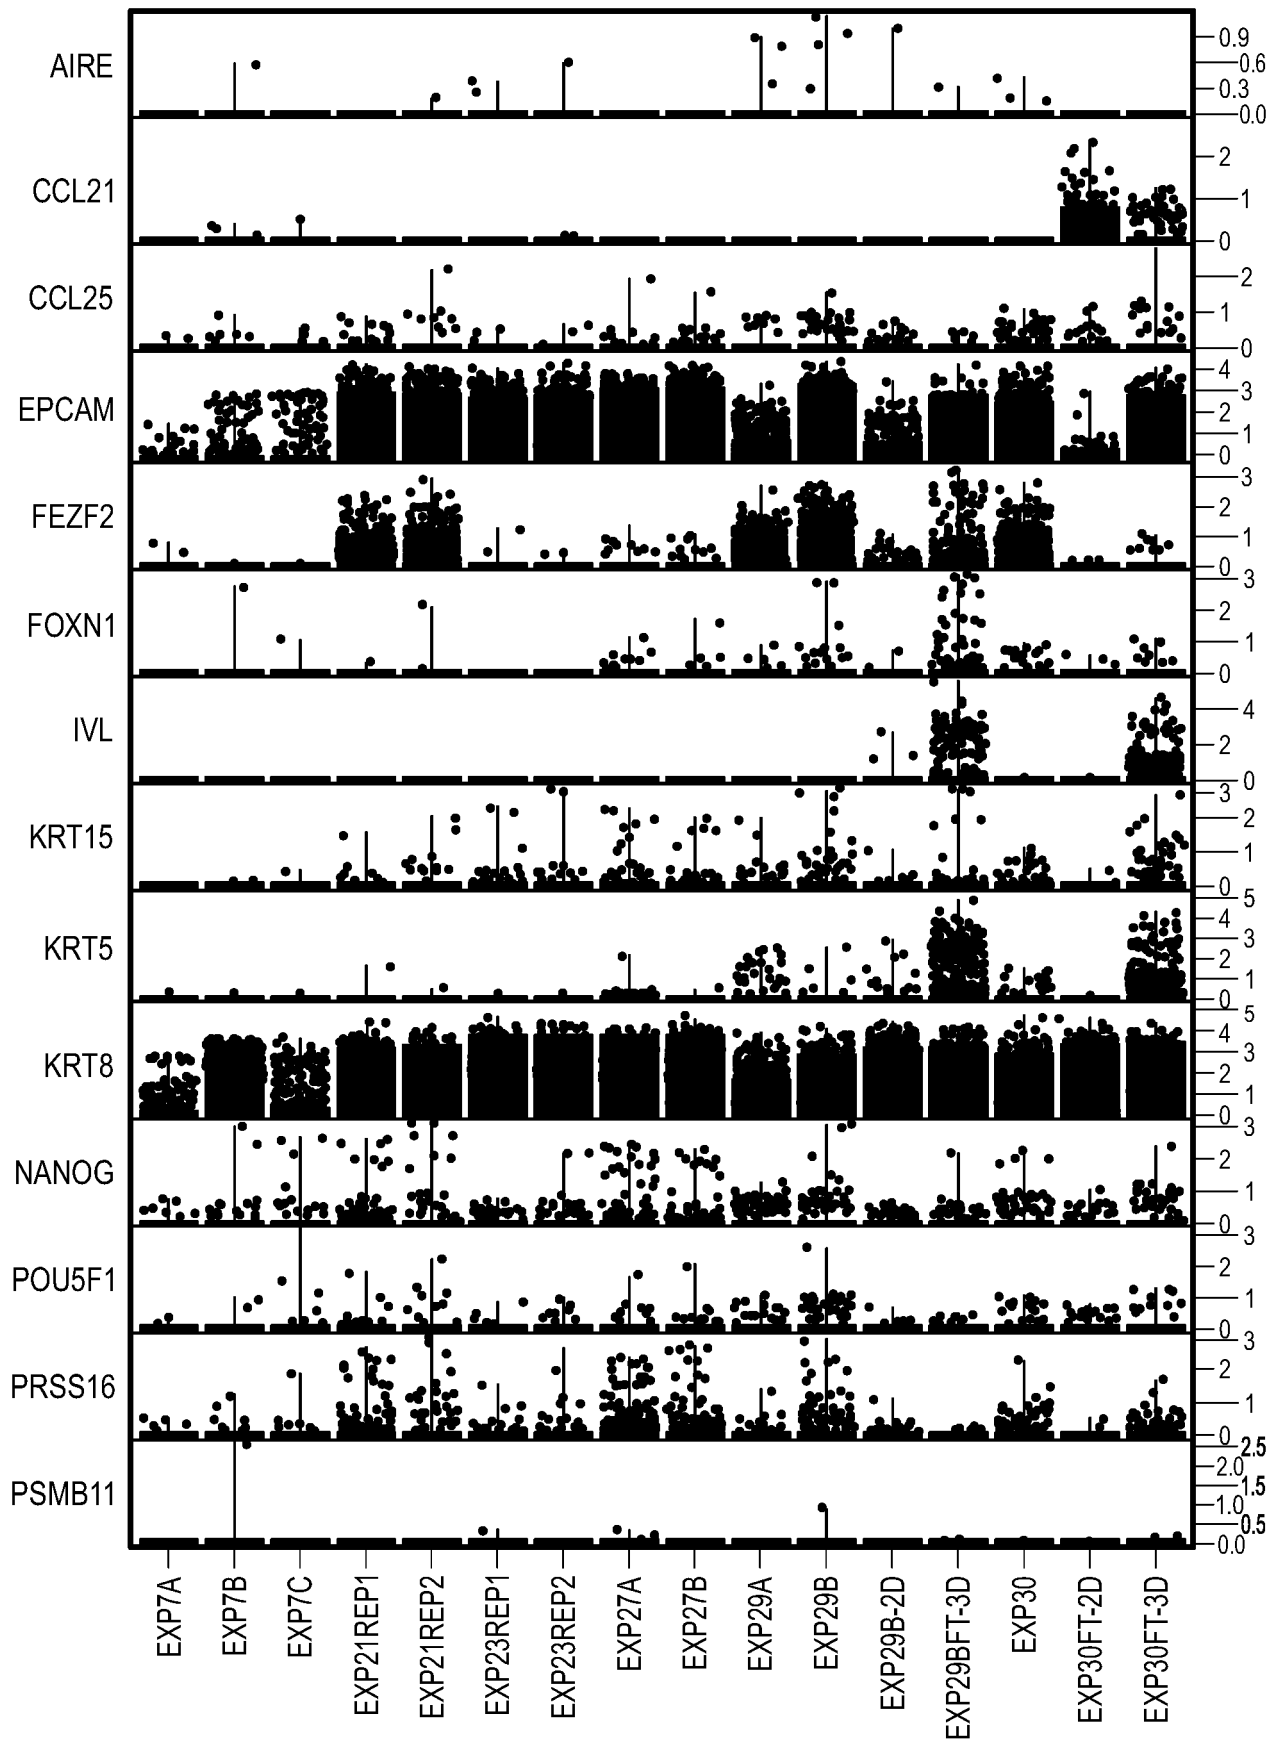 AIRE
0.9
0.6
0.3
0.0
CCL21
2
1
0
CCL25
2
1
0
EPCAM
4
3
2
1
0
FEZF2
3
2
1
0
FOXN1
3
2
1
0
IVL
4
2
0
KRT15
3
2
1
0
KRT5
5
4
3
2
1
0
KRT8
5
4
3
2
1
0
NANOG
3
2
1
0
POU5F1
3
2
1
0
PRSS16
3
2
1
0
PSMB11
2.5
2.0
1.5
1.0
0.5
0.0
EXP7A
EXP7B
EXP7C
EXP21REP1
EXP21REP2
EXP23REP1
EXP23REP2
EXP27A
EXP27B
EXP29A
EXP29B
EXP29B-2D
EXP29BFT-3D
EXP30
EXP30FT-2D
EXP30FT-3D